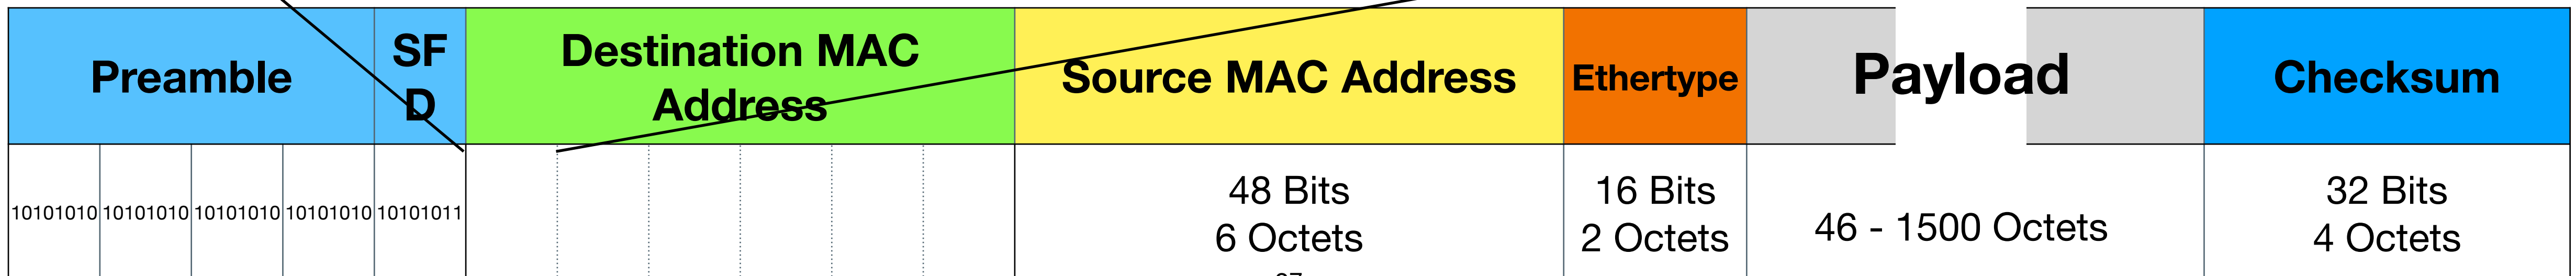 Preamble
SF
D
Destination MAC
Address
Source MAC Address
Ethertype
Payload
Checksum
10101010 10101010 10101010 10101010 10101011
48 Bits
6 Octets
16 Bits
2 Octets
46 - 1500 Octets
32 Bits
4 Octets